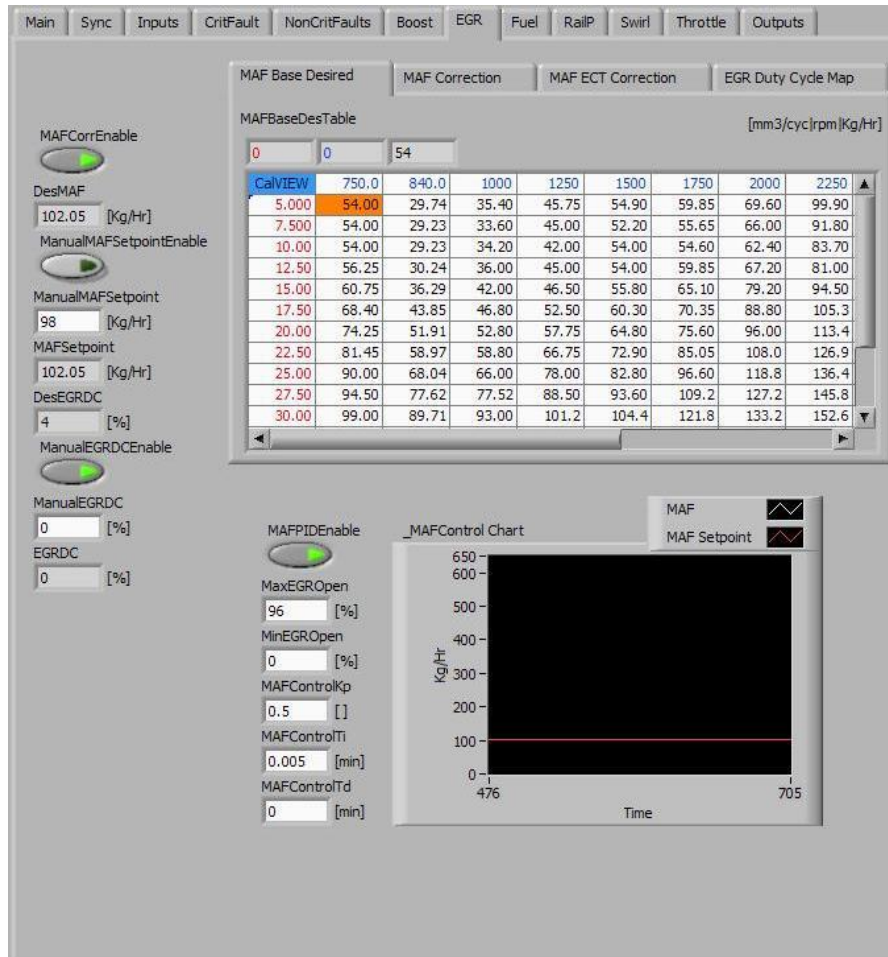 Main Sync Inputs CritFault NonCritFaults Boost EGR Fuel RailP Swirl Throttle Outputs
MAF Base Desired MAF Correction MAF ECT Correction EGR Duty Cycle Map
MAFBaseDesTable [mm3/cyc|rpm|Kg/Hr]
0 0 54
CalVIEW 750.0 840.0 1000 1250 1500 1750 2000 2250
5.000 54.00 29.74 35.40 45.75 54.90 59.85 69.60 99.90
7.500 54.00 29.23 33.60 45.00 52.20 55.65 66.00 91.80
10.00 54.00 29.23 34.20 42.00 54.00 54.60 62.40 83.70
12.50 56.25 30.24 36.00 45.00 54.00 59.85 67.20 81.00
15.00 60.75 36.29 42.00 46.50 55.80 65.10 79.20 94.50
17.50 68.40 43.85 46.80 52.50 60.30 70.35 88.80 105.3
20.00 74.25 51.91 52.80 57.75 64.80 75.60 96.00 113.4
22.50 81.45 58.97 58.80 66.75 72.90 85.05 108.0 126.9
25.00 90.00 68.04 66.00 78.00 82.80 96.60 118.8 136.4
27.50 94.50 77.62 77.52 88.50 93.60 109.2 127.2 145.8
30.00 99.00 89.71 93.00 101.2 104.4 121.8 133.2 152.6
MAFCorrEnable
DesMAF
102.05 [Kg/Hr]
ManualMAFSetpointEnable
ManualMAFSetpoint
98 [Kg/Hr]
MAFSetpoint
102.05 [Kg/Hr]
DesEGRDC
4 [%]
ManualEGRDCEnable
ManualEGRDC
0 [%]
EGRDC
0 [%]
MAFPIDEnable
MaxEGROpen
96 [%]
MinEGROpen
0 [%]
MAFControlKp
0.5 []
MAFControlTi
0.005 [min]
MAFControlTd
0 [min]
_MAFControl Chart
MAF
MAF Setpoint
650
600
500
400
300
200
100
0
Kg/Hr
476 705
Time